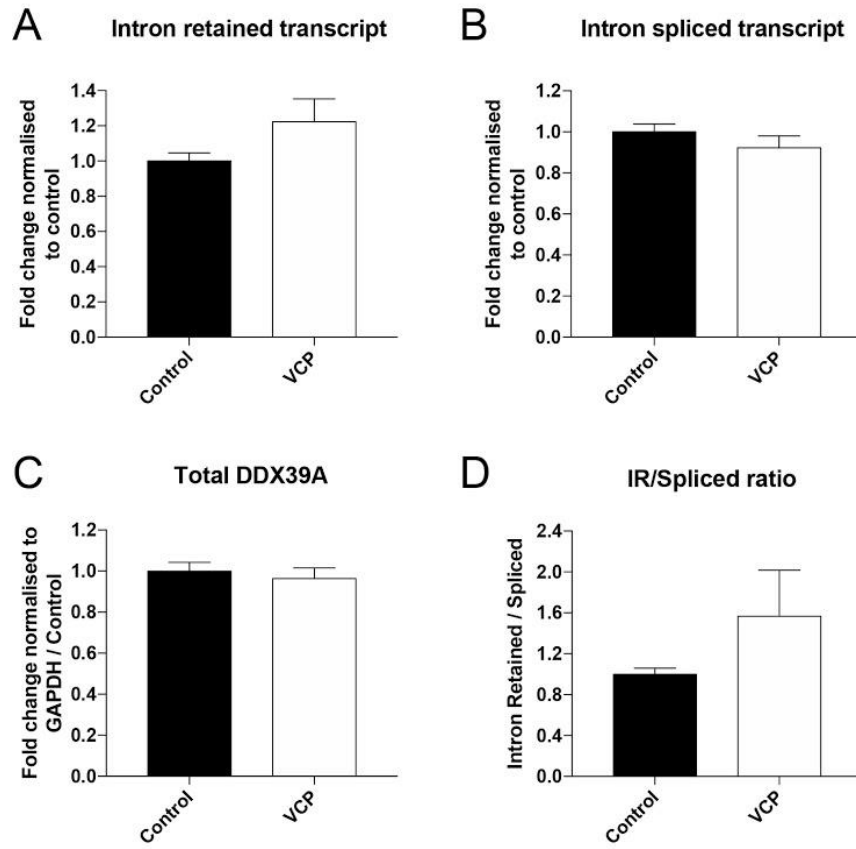 A
Intron retained transcript
Fold change normalised
to control
1.4
1.2
1.0
0.8
0.6
0.4
0.2
0.0
Control
VCP
B
Intron spliced transcript
Fold change normalised
to control
1.2
1.0
0.8
0.6
0.4
0.2
0.0
Control
VCP
C
Total DDX39A
Fold change normalised to
GAPDH / Control
1.2
1.0
0.8
0.6
0.4
0.2
0.0
Control
VCP
D
IR/Spliced ratio
Intron Retained / Spliced
2.4
2.0
1.6
1.2
0.8
0.4
0.0
Control
VCP